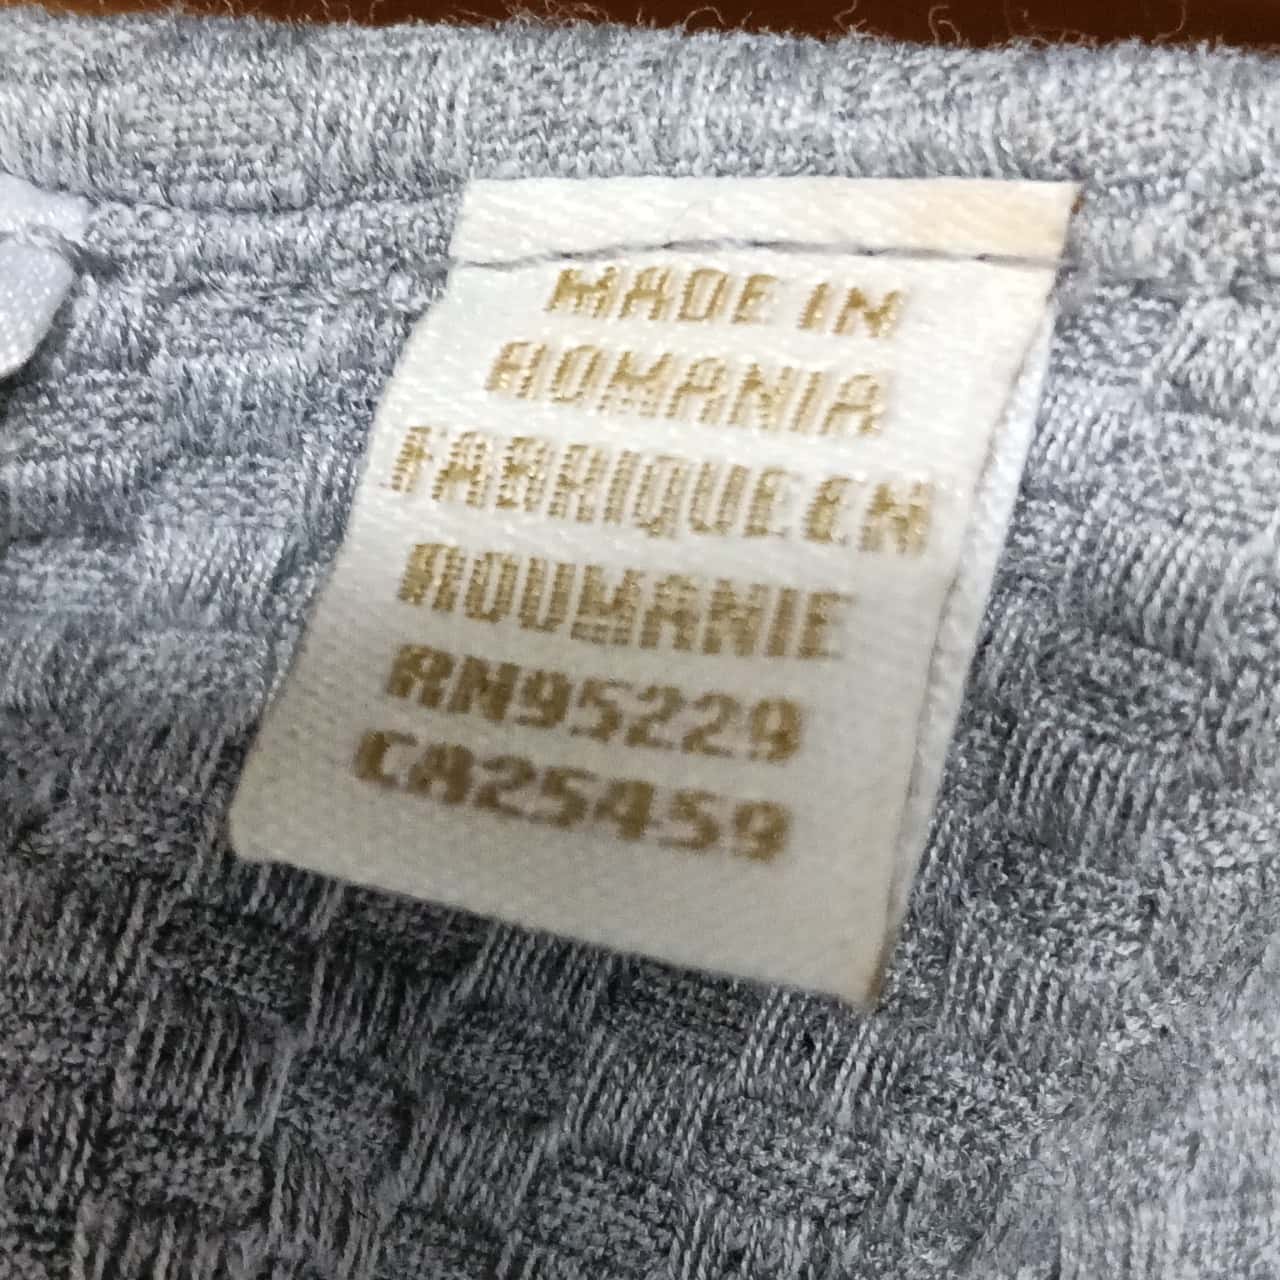 MADE IN
ROMANIA
FABRIQUE EN
ROUMANIE
RN95229
CA25459